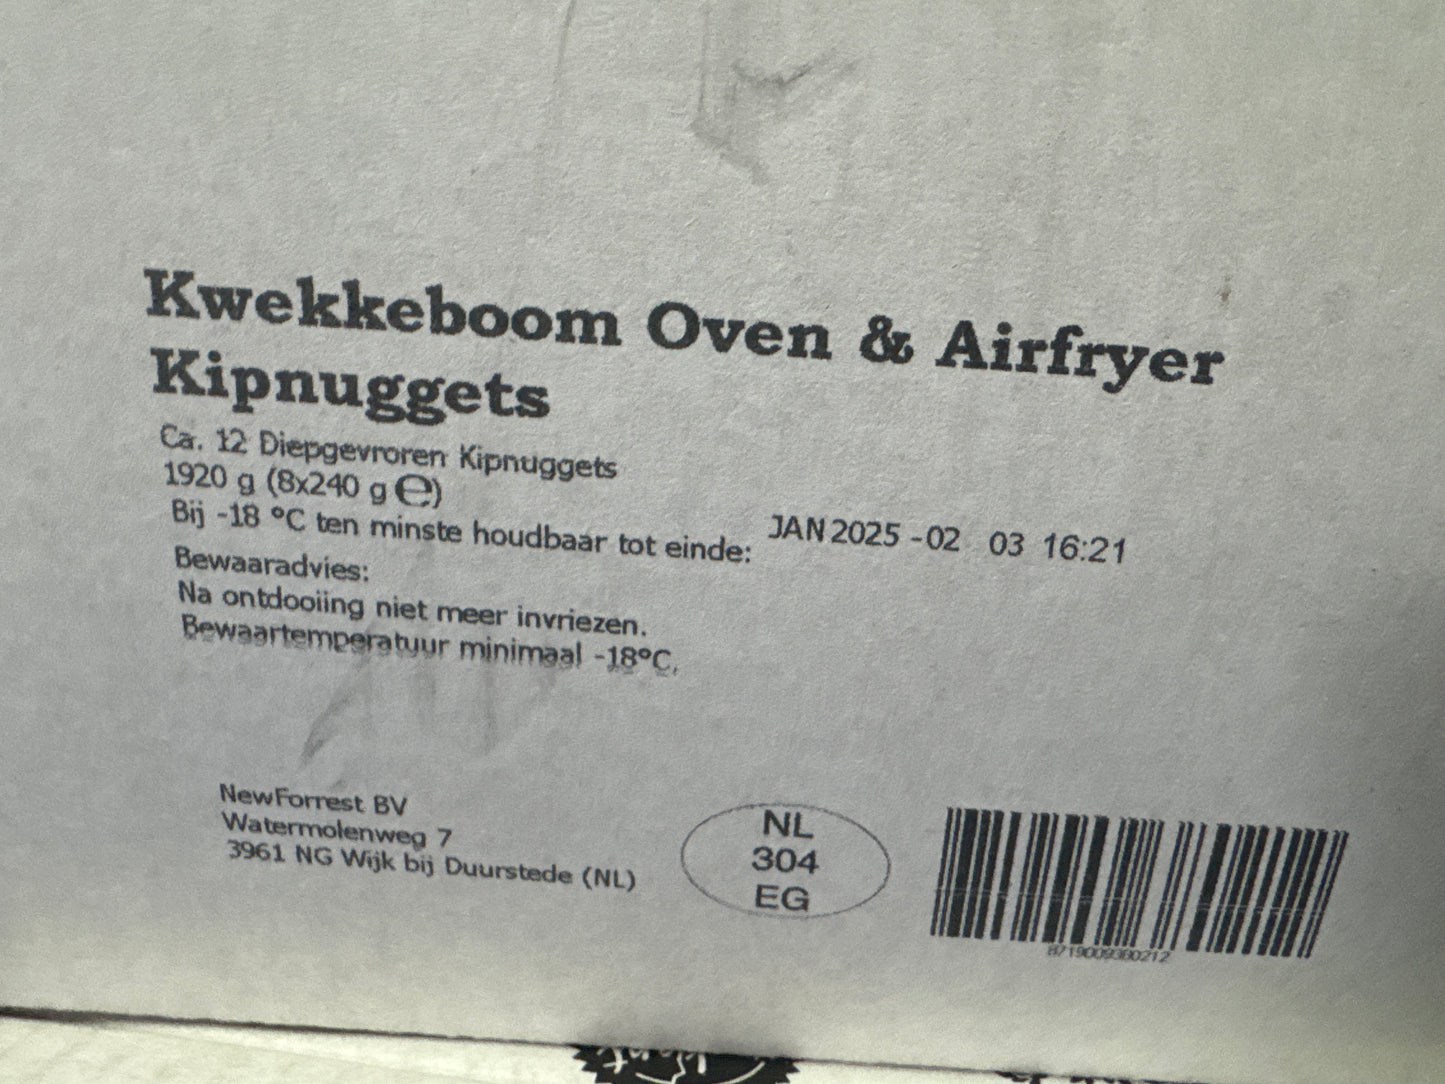 Kwekkeboom Oven & Airfryer
Kipnuggets
Ca. 12 Diepgevroren Kipnuggets
1920 g (8x240 g ℮)
Bij -18 °C ten minste houdbaar tot einde: JAN 2025 -02 03 16:21
Bewaaradvies:
Na ontdooiing niet meer invriezen.
Bewaartemperatuur minimaal -18°C.
NewForrest BV
Watermolenweg 7
3961 NG Wijk bij Duurstede (NL)
NL
304
EG
8719009380212